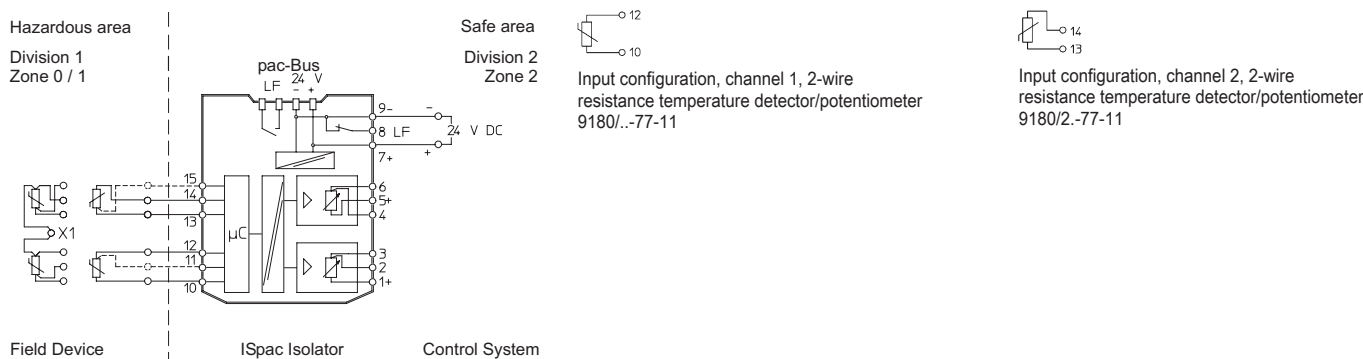 Hazardous area
Division 1
Zone 0 / 1
Safe area
Division 2
Zone 2
pac-Bus
LF 24 V
- +
9-
8 LF
7+
-
24 V DC
+
15
14
13
12
11
10
X1
µC
6
5+
4
3
2
1+
Field Device
ISpac Isolator
Control System
12
10
Input configuration, channel 1, 2-wire
resistance temperature detector/potentiometer
9180/..-77-11
14
13
Input configuration, channel 2, 2-wire
resistance temperature detector/potentiometer
9180/2.-77-11